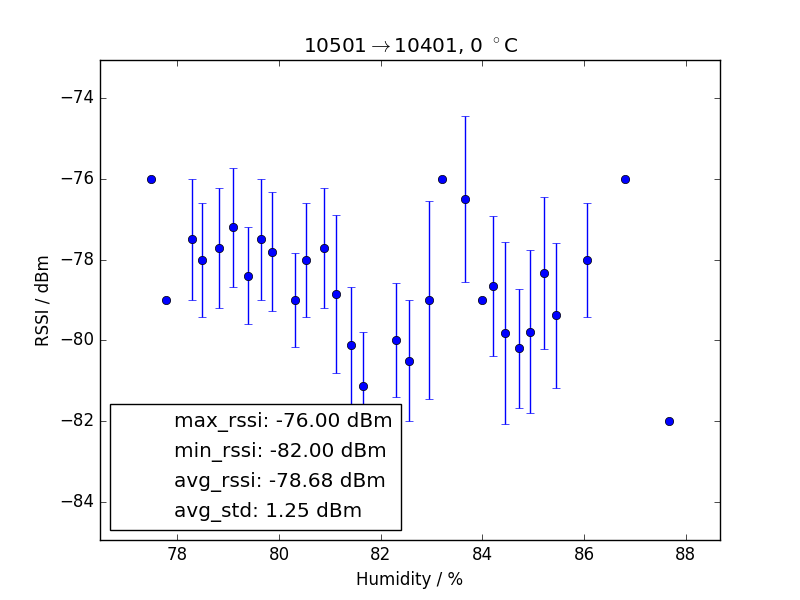 10501→10401, 0 °C
−74
−76
−78
−80
−82
−84
RSSI / dBm
max_rssi: -76.00 dBm
min_rssi: -82.00 dBm
avg_rssi: -78.68 dBm
avg_std: 1.25 dBm
78 80 82 84 86 88
Humidity / %